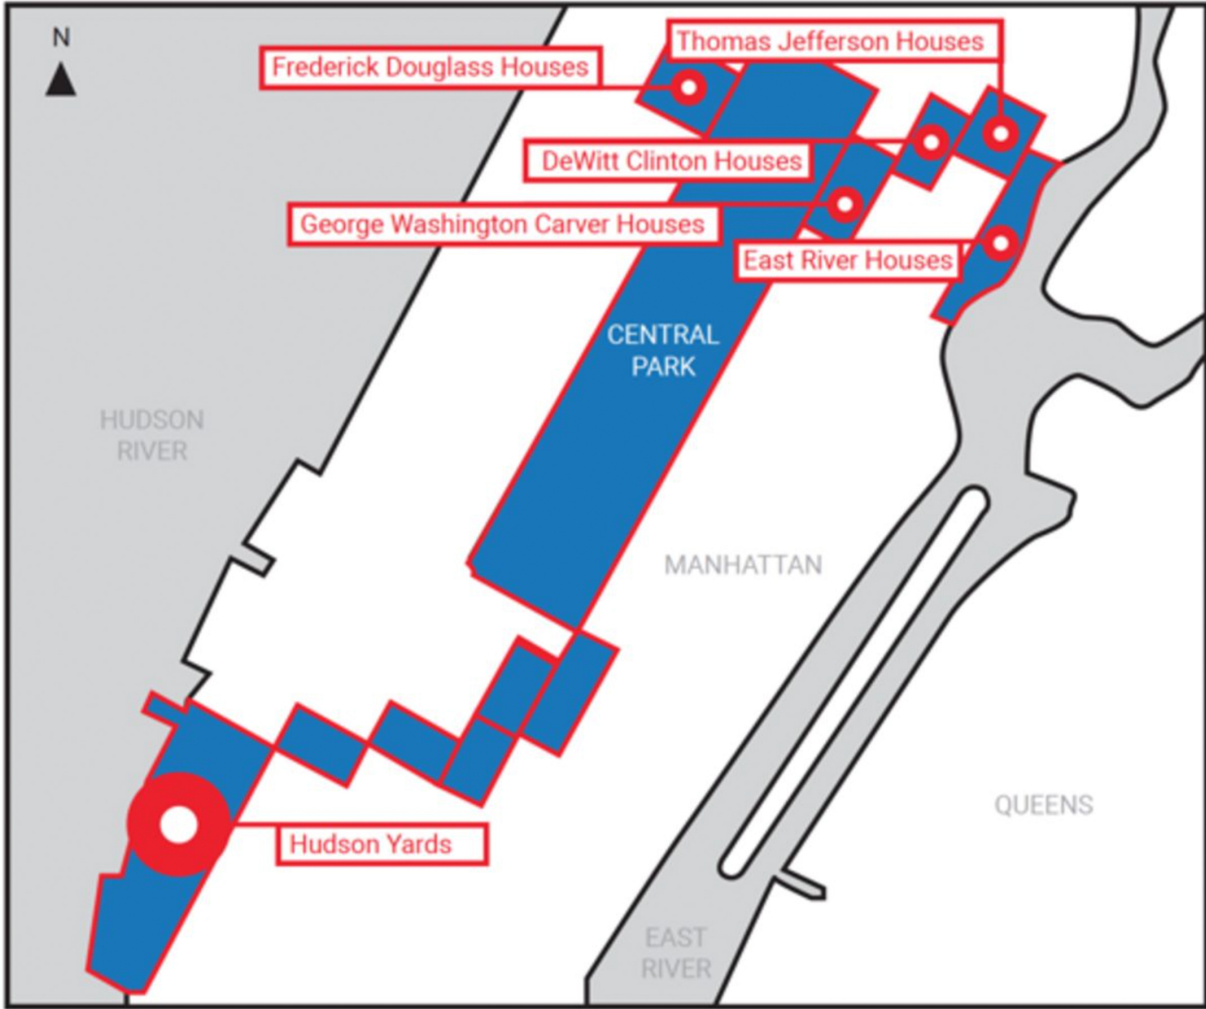 N
Thomas Jefferson Houses
Frederick Douglass Houses
DeWitt Clinton Houses
George Washington Carver Houses
East River Houses
CENTRAL
PARK
HUDSON
RIVER
MANHATTAN
QUEENS
Hudson Yards
EAST
RIVER